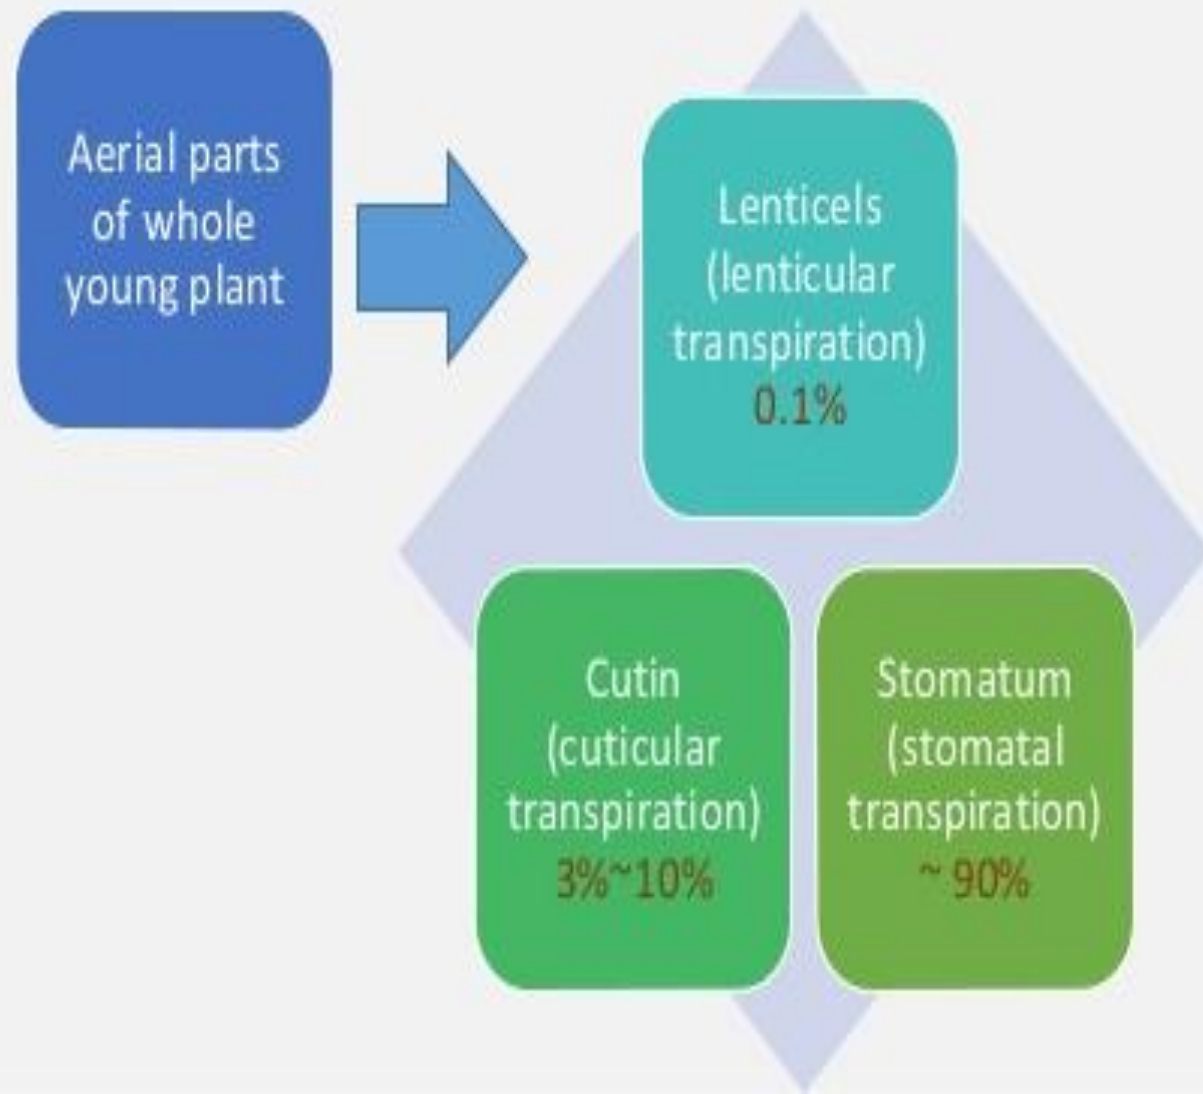 Aerial parts
of whole
young plant
Lenticels
(lenticular
transpiration)
0.1%
Cutin
(cuticular
transpiration)
3%~10%
Stomatum
(stomatal
transpiration)
~ 90%